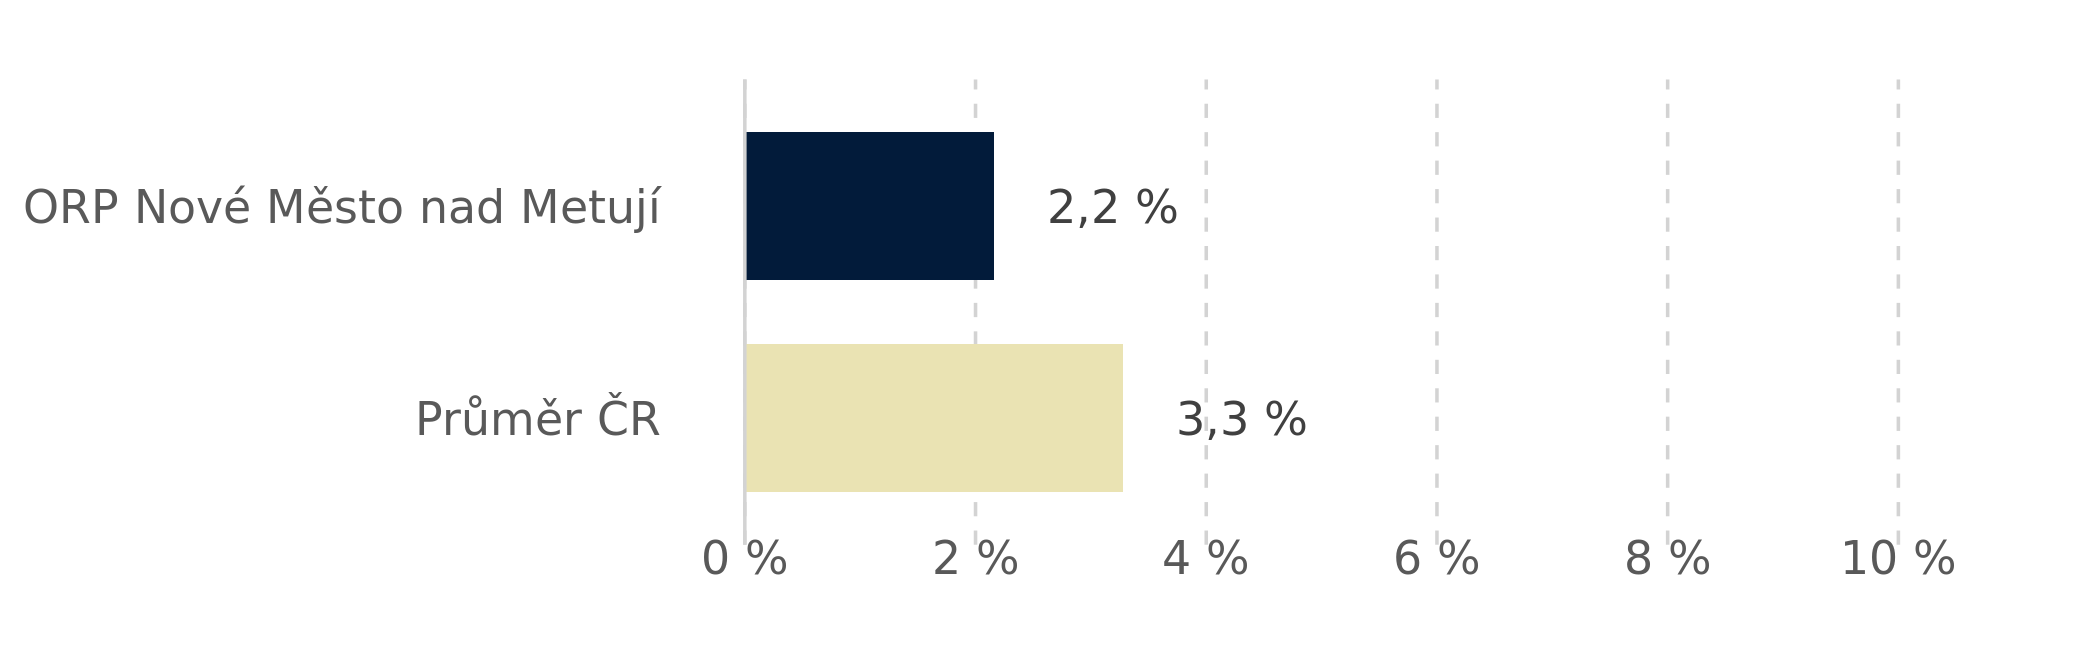 ORP Nové Město nad Metují
2,2 %
Průměr ČR
3,3 %
0 % 2 % 4 % 6 % 8 % 10 %